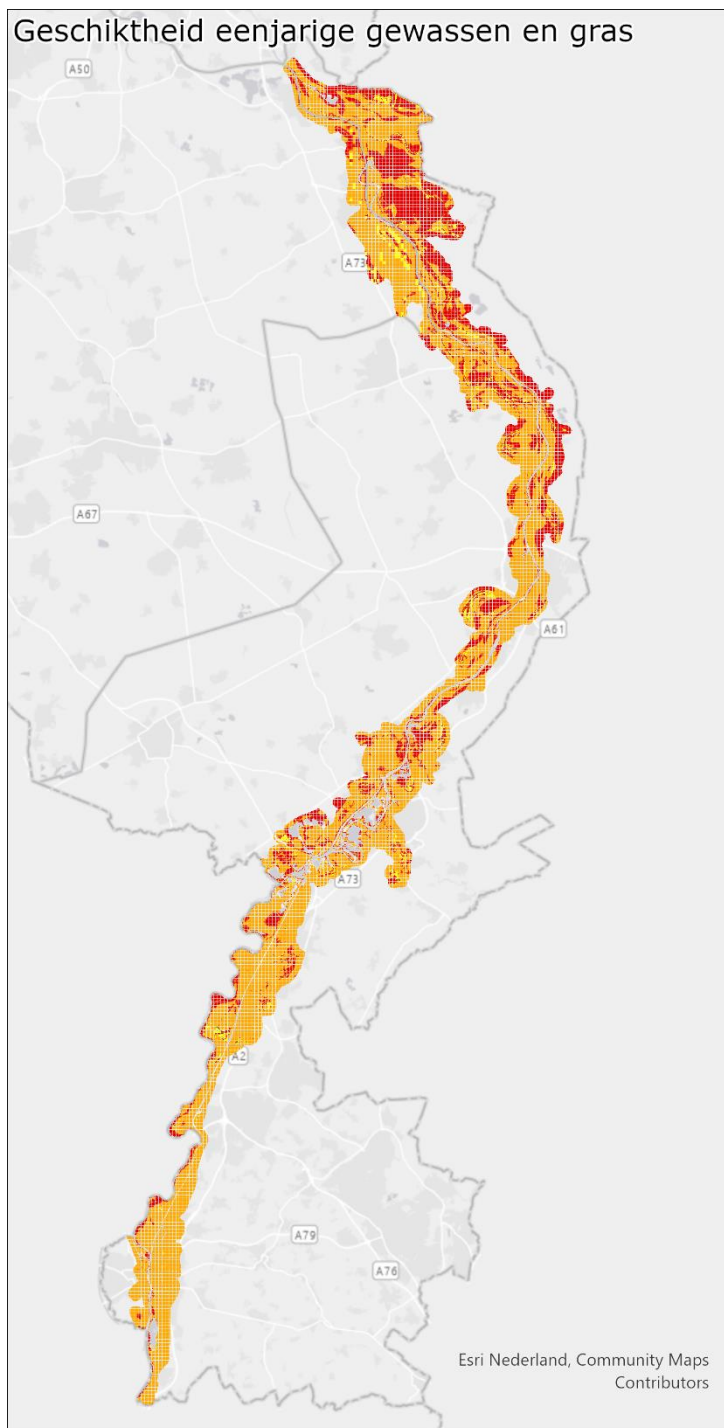 Geschiktheid eenjarige gewassen en gras
A50
A73
A67
A61
A73
A2
A79
A76
Esri Nederland, Community Maps
Contributors